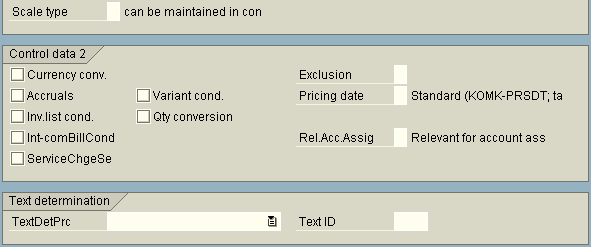 Scale type can be maintained in con
Control data 2
Currency conv. Exclusion
Accruals Variant cond. Pricing date Standard (KOMK-PRSDT; ta
Inv.list cond. Qty conversion
Int-comBillCond Rel.Acc.Assig Relevant for account ass
ServiceChgeSe
Text determination
TextDetPrc Text ID